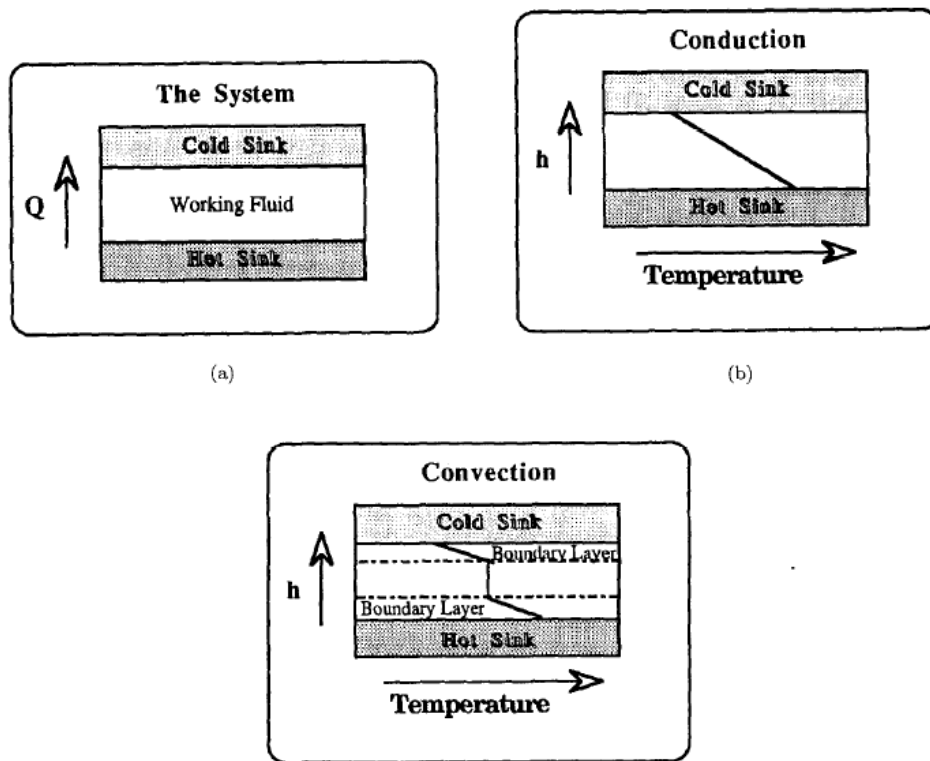 The System
Cold Sink
Q
Working Fluid
Hot Sink
(a)
Conduction
Cold Sink
h
Hot Sink
Temperature
(b)
Convection
Cold Sink
Boundary Layer
h
Boundary Layer
Hot Sink
Temperature